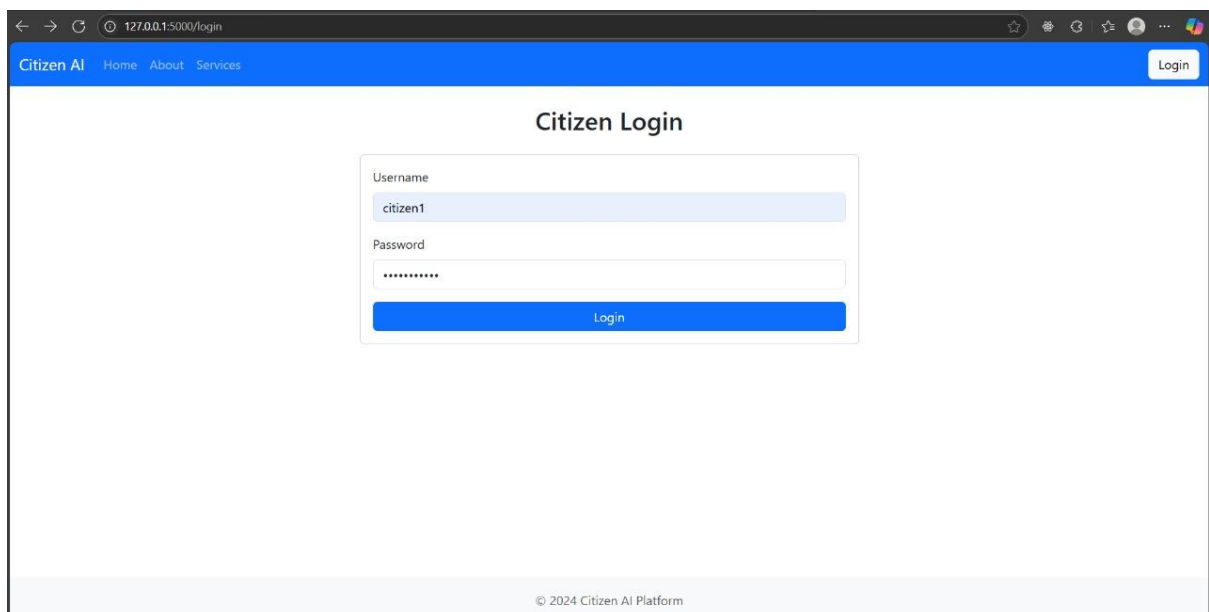 127.0.0.1:5000/login
Citizen AI Home About Services Login
Citizen Login
Username
citizen1
Password
•••••••••••
Login
© 2024 Citizen AI Platform